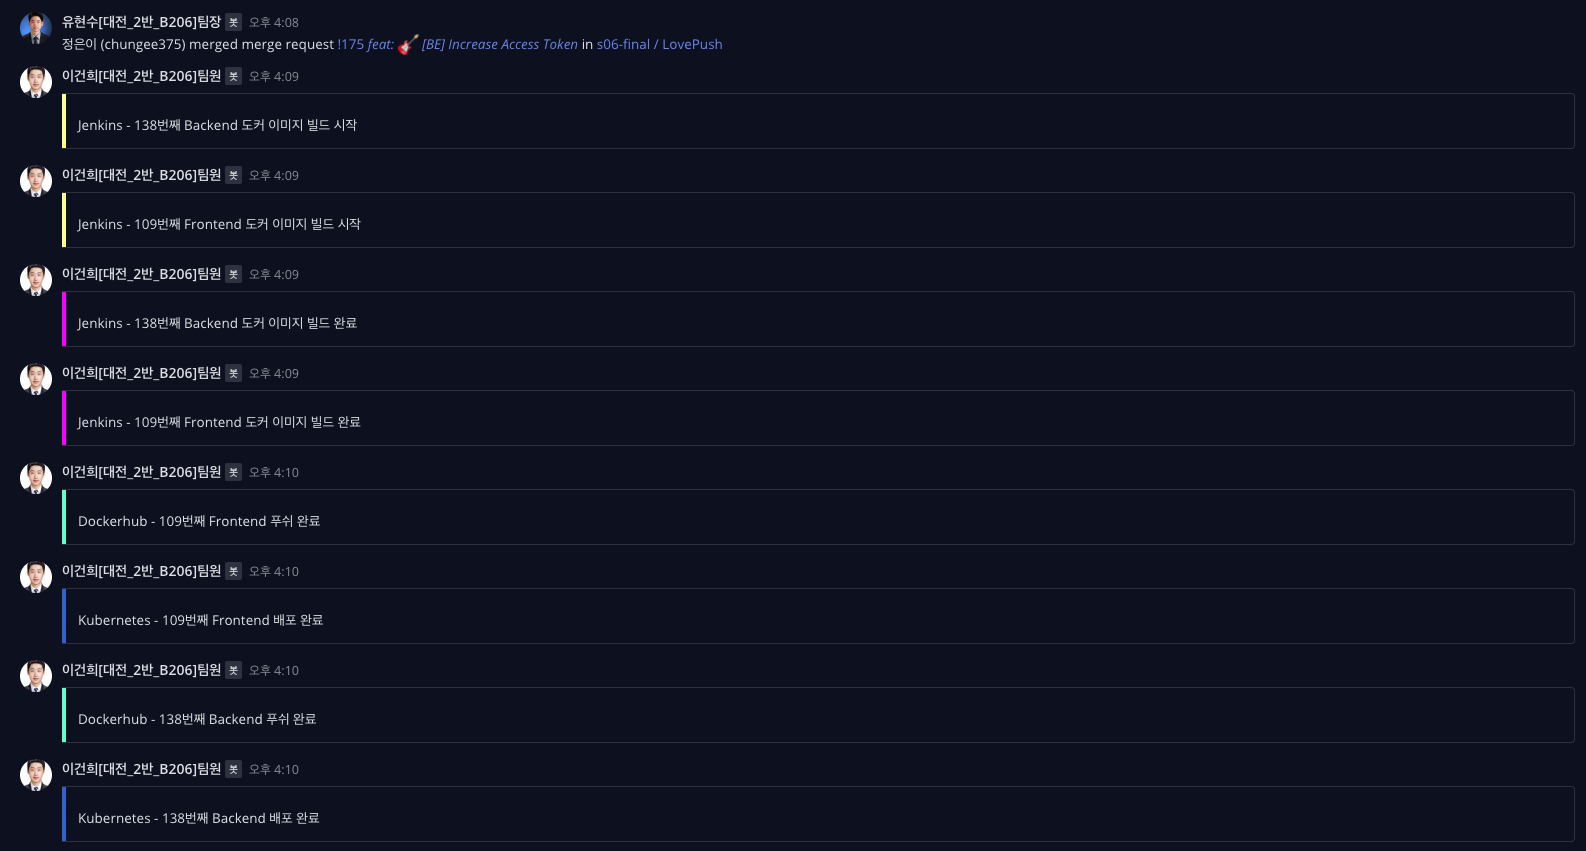 유현수[대전_2반_B206]팀장 봇 오후 4:08
정은이 (chungee375) merged merge request !175 feat: 🎸 [BE] Increase Access Token in s06-final / LovePush
이건희[대전_2반_B206]팀원 봇 오후 4:09
Jenkins - 138번째 Backend 도커 이미지 빌드 시작
이건희[대전_2반_B206]팀원 봇 오후 4:09
Jenkins - 109번째 Frontend 도커 이미지 빌드 시작
이건희[대전_2반_B206]팀원 봇 오후 4:09
Jenkins - 138번째 Backend 도커 이미지 빌드 완료
이건희[대전_2반_B206]팀원 봇 오후 4:09
Jenkins - 109번째 Frontend 도커 이미지 빌드 완료
이건희[대전_2반_B206]팀원 봇 오후 4:10
Dockerhub - 109번째 Frontend 푸쉬 완료
이건희[대전_2반_B206]팀원 봇 오후 4:10
Kubernetes - 109번째 Frontend 배포 완료
이건희[대전_2반_B206]팀원 봇 오후 4:10
Dockerhub - 138번째 Backend 푸쉬 완료
이건희[대전_2반_B206]팀원 봇 오후 4:10
Kubernetes - 138번째 Backend 배포 완료